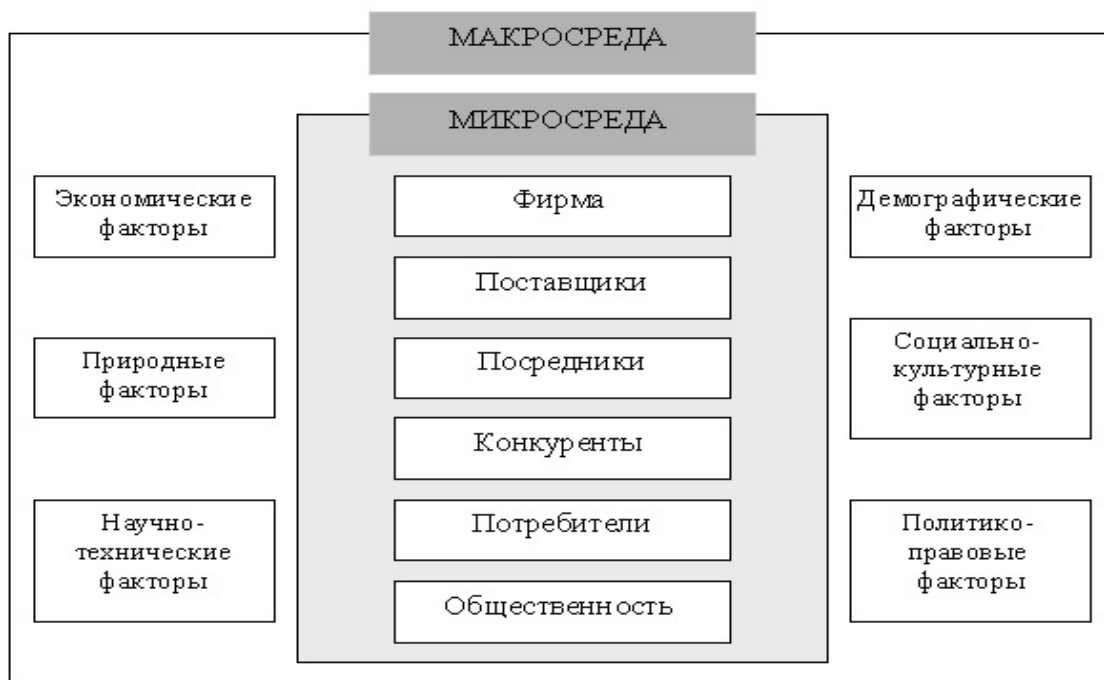 МАКРОСРЕДА
МИКРОСРЕДА
Экономические
факторы
Природные
факторы
Научно-
технические
факторы
Фирма
Поставщики
Посредники
Конкуренты
Потребители
Общественность
Демографические
факторы
Социально-
культурные
факторы
Политико-
правовые
факторы